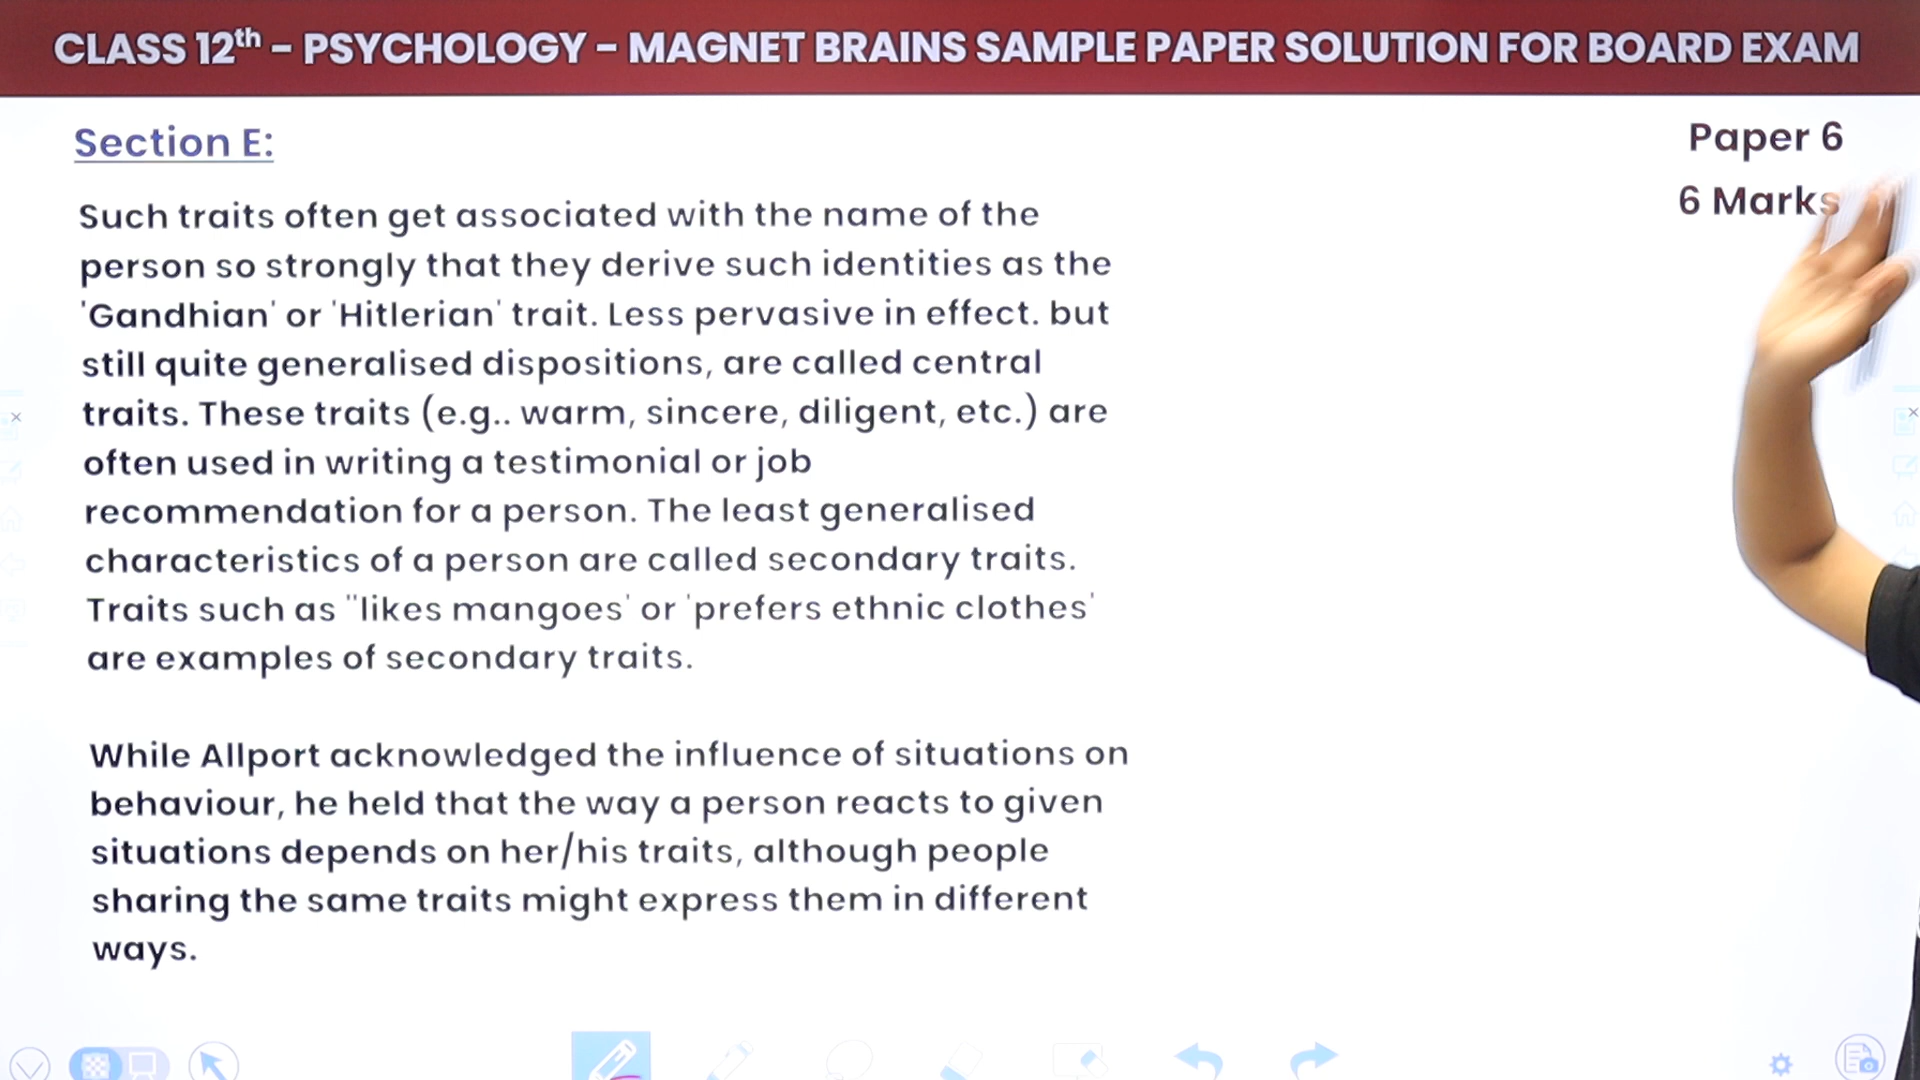 CLASS 12th – PSYCHOLOGY – MAGNET BRAINS SAMPLE PAPER SOLUTION FOR BOARD EXAM
Section E:
Paper 6
6 Marks
Such traits often get associated with the name of the
person so strongly that they derive such identities as the
'Gandhian' or 'Hitlerian' trait. Less pervasive in effect. but
still quite generalised dispositions, are called central
traits. These traits (e.g.. warm, sincere, diligent, etc.) are
often used in writing a testimonial or job
recommendation for a person. The least generalised
characteristics of a person are called secondary traits.
Traits such as "likes mangoes' or 'prefers ethnic clothes'
are examples of secondary traits.
While Allport acknowledged the influence of situations on
behaviour, he held that the way a person reacts to given
situations depends on her/his traits, although people
sharing the same traits might express them in different
ways.